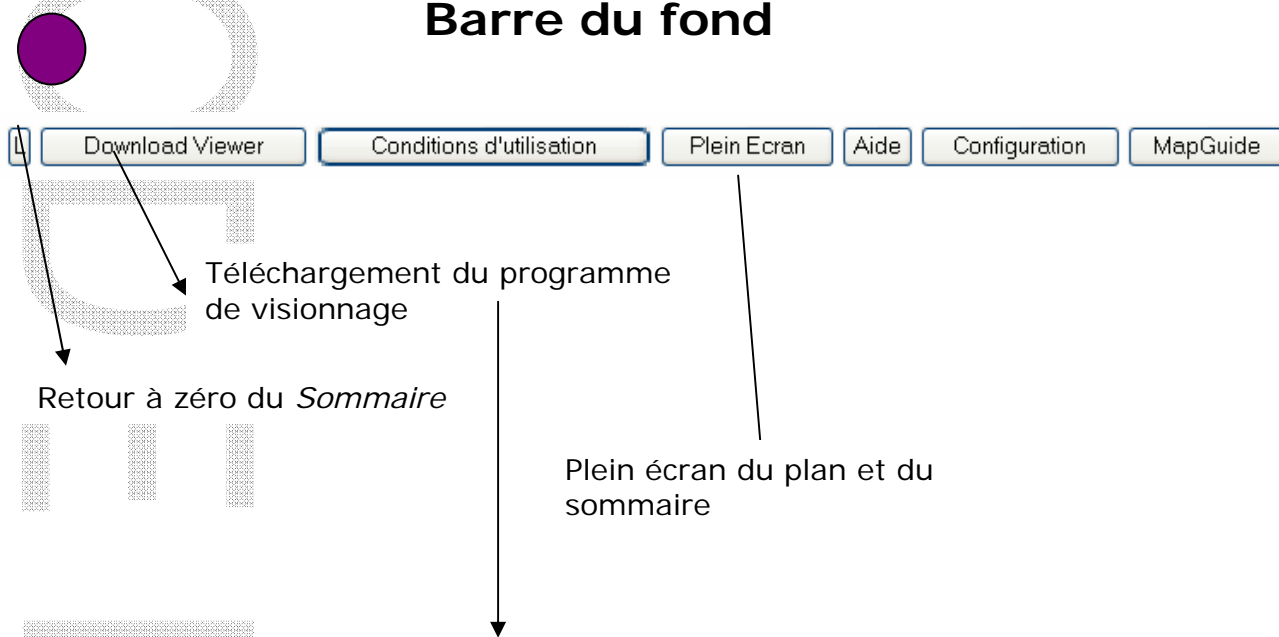 Barre du fond
L Download Viewer Conditions d'utilisation Plein Ecran Aide Configuration MapGuide
Téléchargement du programme
de visionnage
Retour à zéro du Sommaire
Plein écran du plan et du
sommaire